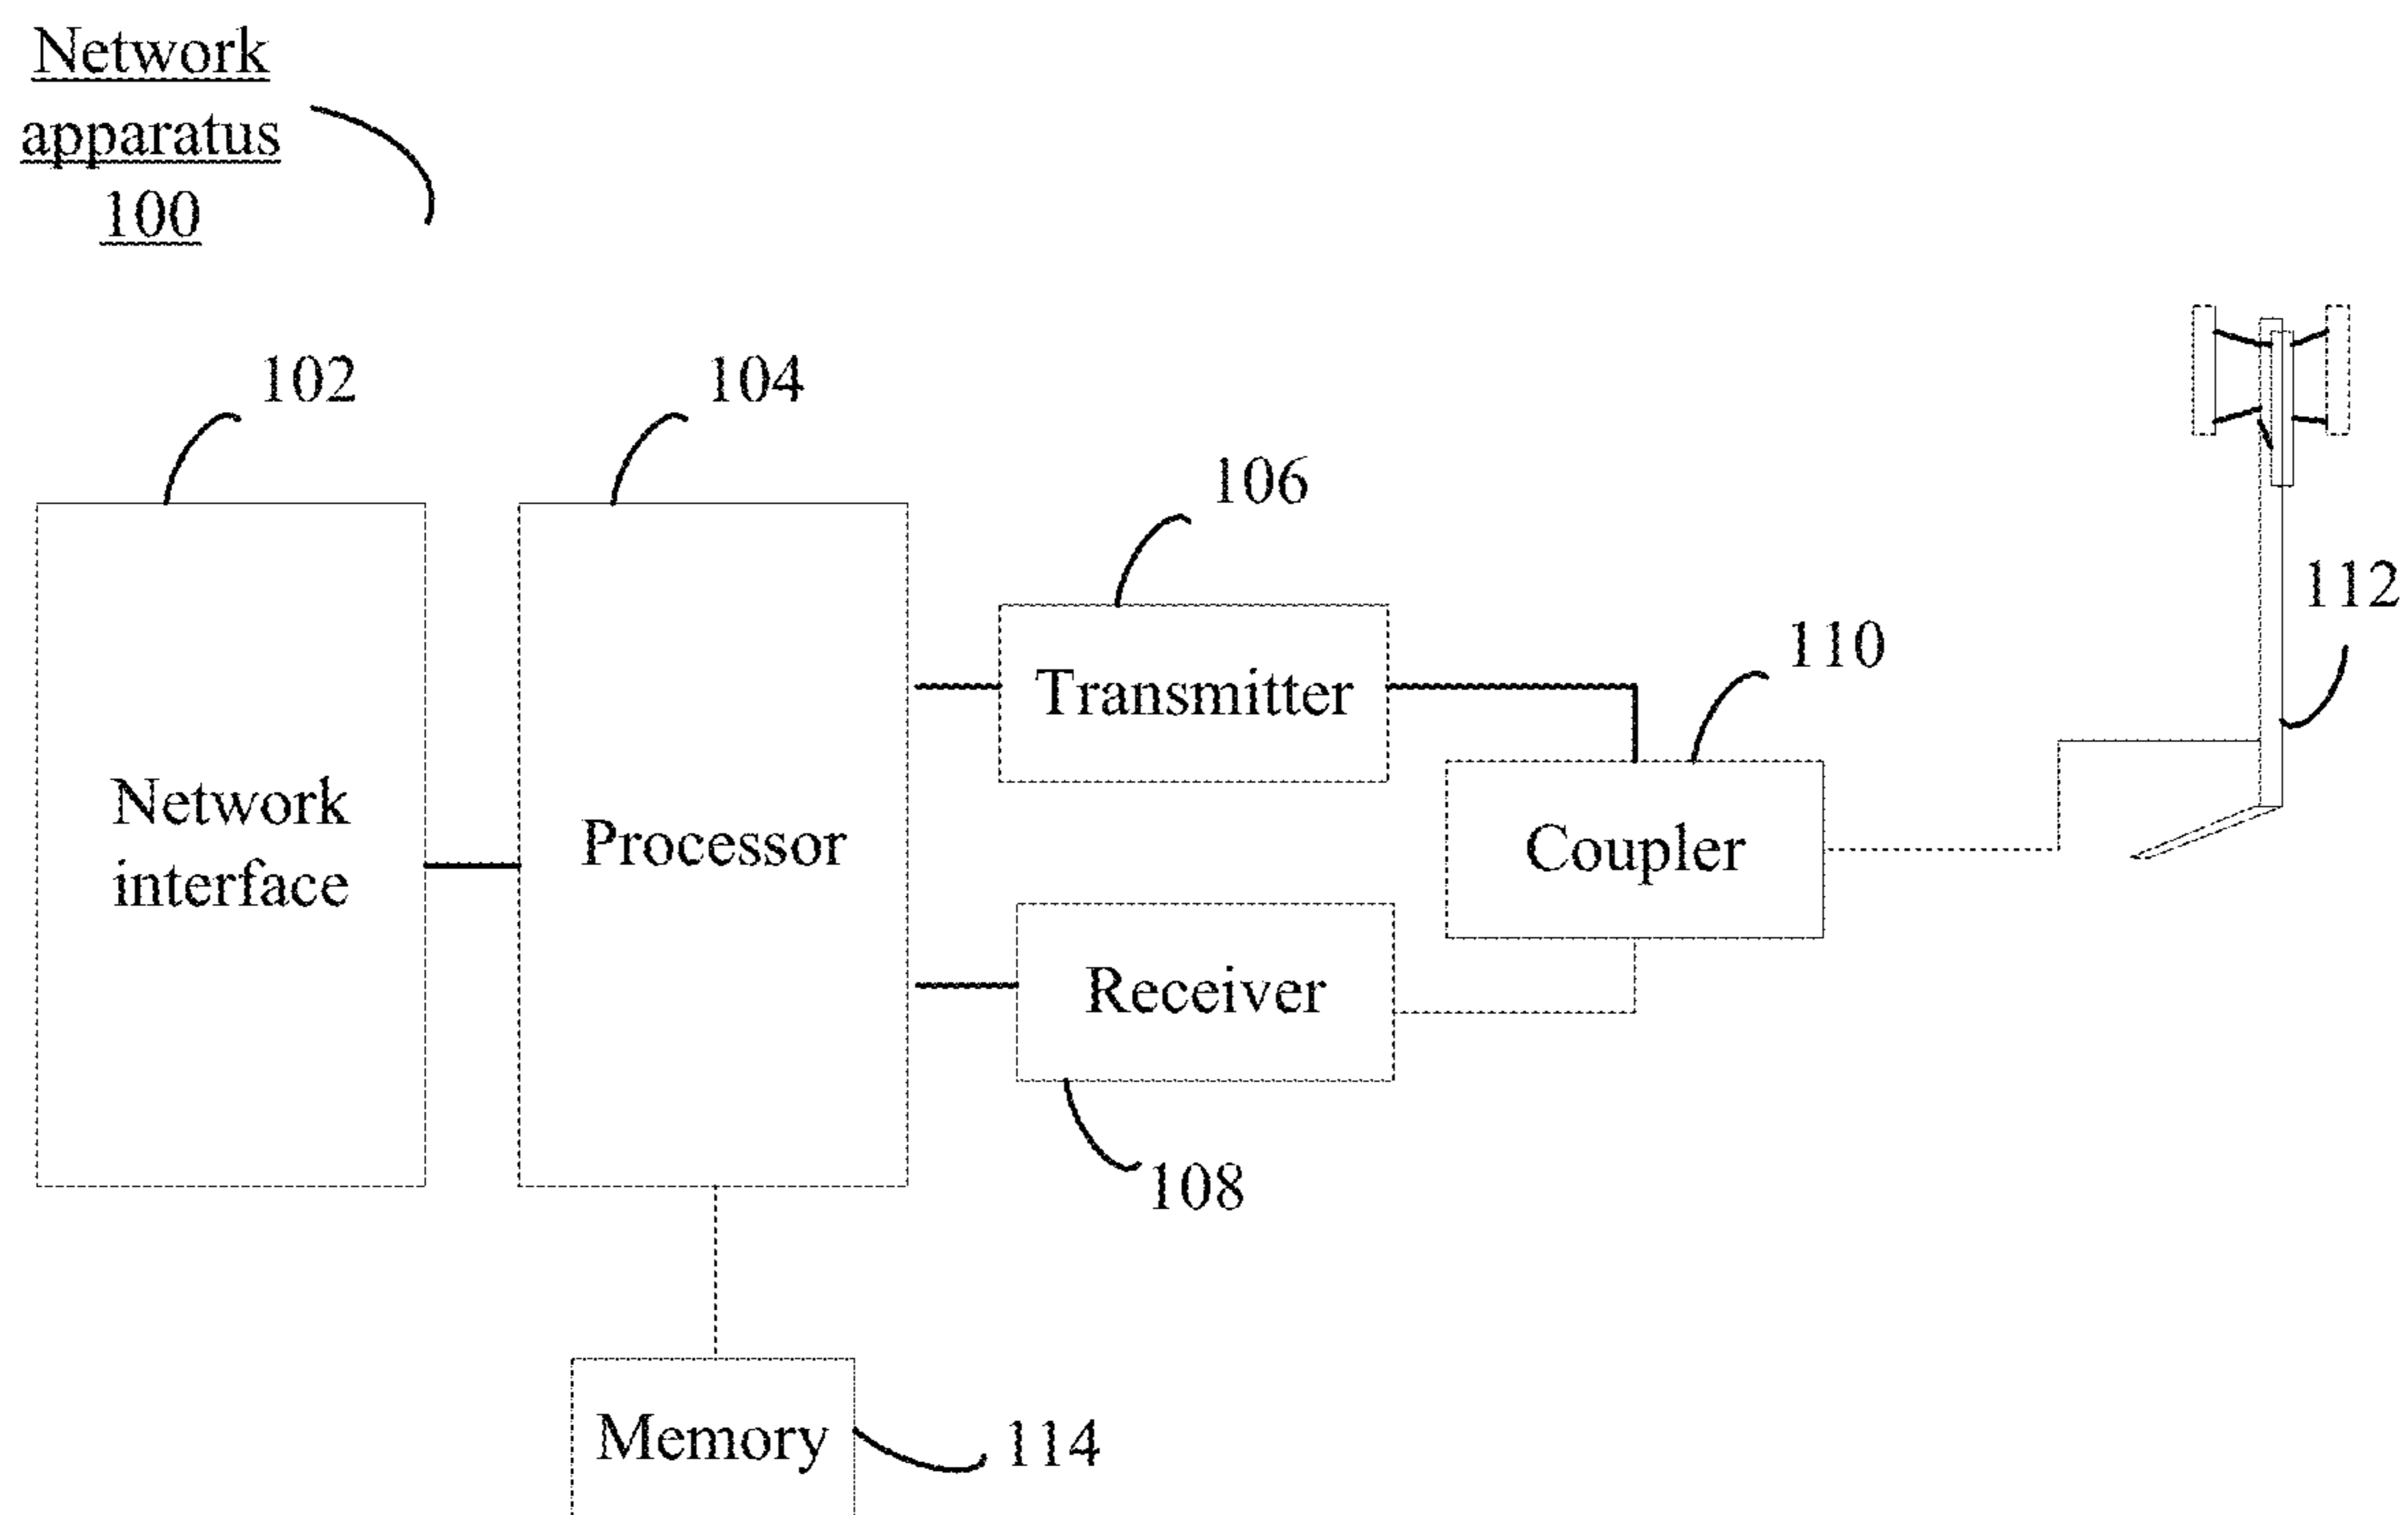 Network
apparatus
100
102
104
106
112
110
Transmitter
Network
interface
Processor
Coupler
Receiver
108
Memory
114